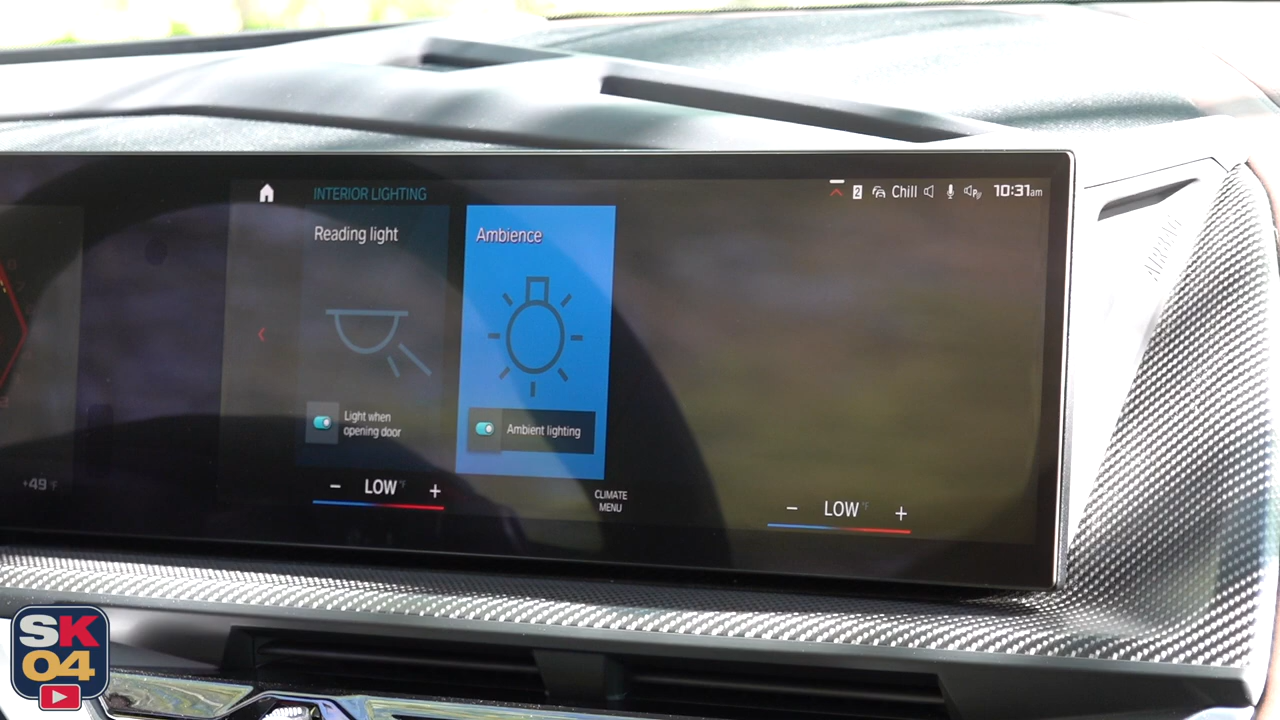 INTERIOR LIGHTING
2 Chill 10:31am
Reading light
Ambience
Light when
opening door
Ambient lighting
+49°F
− LOW°F +
CLIMATE
MENU
− LOW°F +
AIRBAG
SK
04